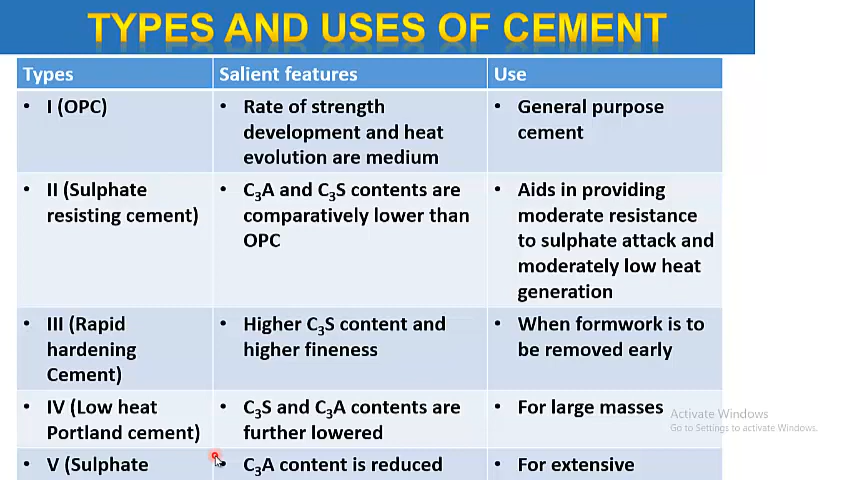 TYPES AND USES OF CEMENT
Types
Salient features
Use
• I (OPC)
• Rate of strength
development and heat
evolution are medium
• General purpose
cement
• II (Sulphate
resisting cement)
• C₃A and C₃S contents are
comparatively lower than
OPC
• Aids in providing
moderate resistance
to sulphate attack and
moderately low heat
generation
• III (Rapid
hardening
Cement)
• Higher C₃S content and
higher fineness
• When formwork is to
be removed early
• IV (Low heat
Portland cement)
• C₃S and C₃A contents are
further lowered
• For large masses
• V (Sulphate
• C₃A content is reduced
• For extensive
Activate Windows
Go to Settings to activate Windows.